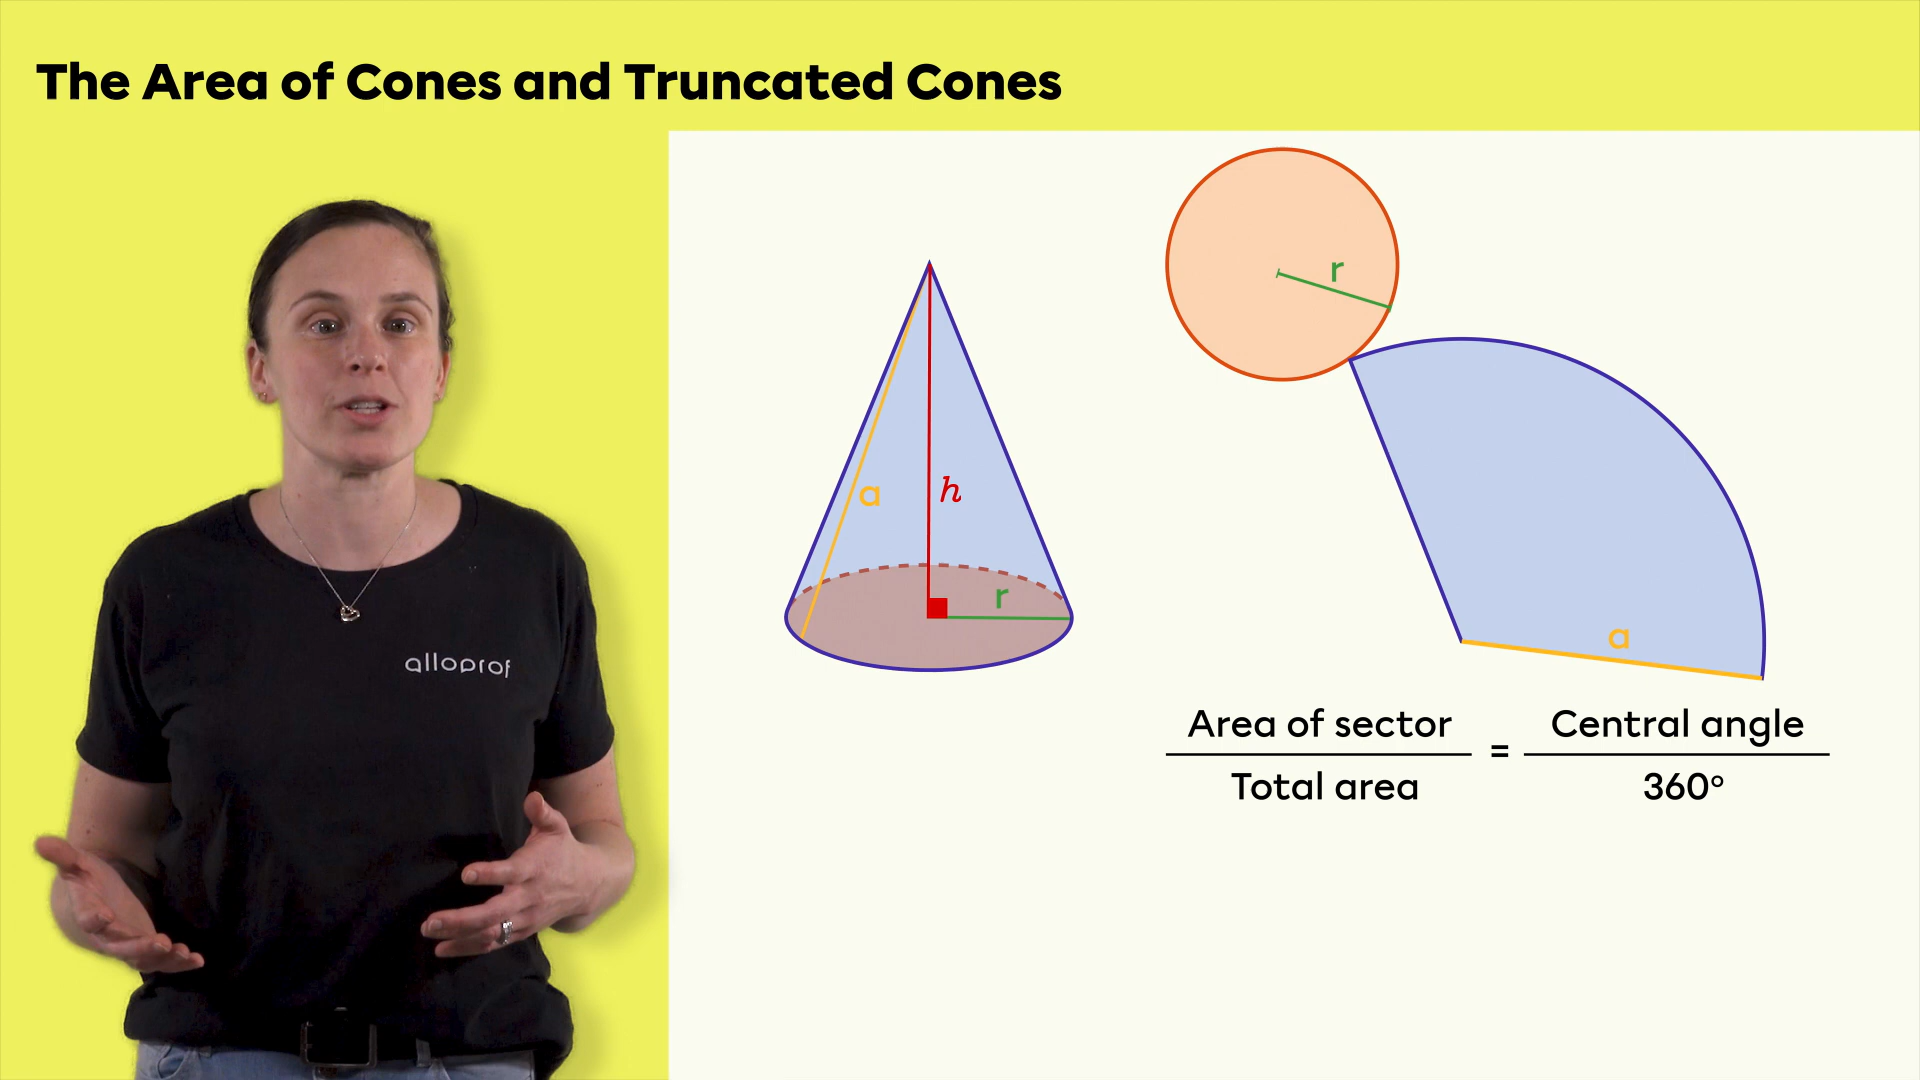 The Area of Cones and Truncated Cones
r
a
h
r
a
alloprof
Area of sector
Total area
=
Central angle
360°